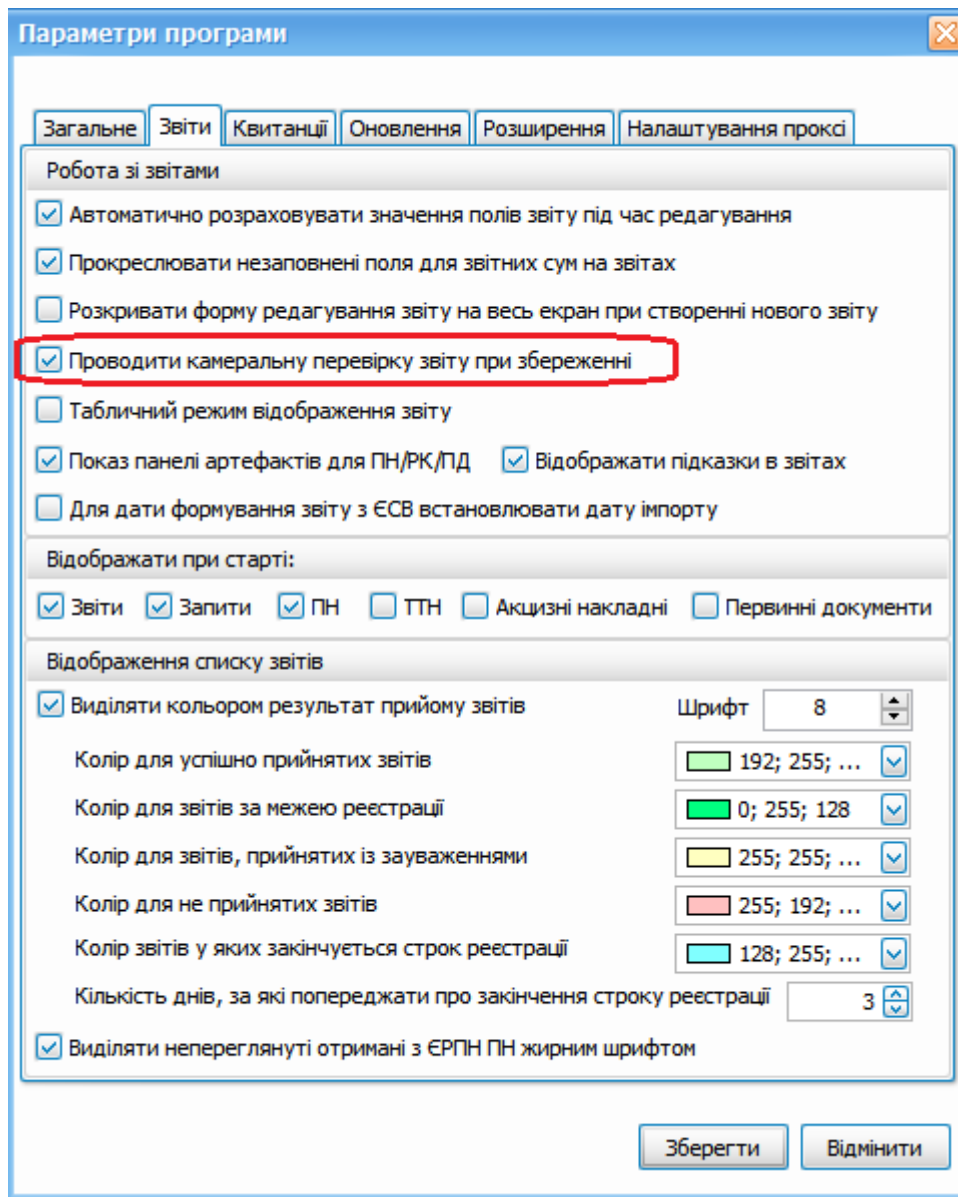 Параметри програми
Загальне Звіти Квитанції Оновлення Розширення Налаштування проксі
Робота зі звітами
Автоматично розраховувати значення полів звіту під час редагування
Прокреслювати незаповнені поля для звітних сум на звітах
Розкривати форму редагування звіту на весь екран при створенні нового звіту
Проводити камеральну перевірку звіту при збереженні
Табличний режим відображення звіту
Показ панелі артефактів для ПН/РК/ПД Відображати підказки в звітах
Для дати формування звіту з ЄСВ встановлювати дату імпорту
Відображати при старті:
Звіти Запити ПН ТТН Акцизні накладні Первинні документи
Відображення списку звітів
Виділяти кольором результат прийому звітів Шрифт 8
Колір для успішно прийнятих звітів 192; 255; ...
Колір для звітів за межею реєстрації 0; 255; 128
Колір для звітів, прийнятих із зауваженнями 255; 255; ...
Колір для не прийнятих звітів 255; 192; ...
Колір звітів у яких закінчується строк реєстрації 128; 255; ...
Кількість днів, за які попереджати про закінчення строку реєстрації 3
Виділяти непереглянуті отримані з ЄРПН ПН жирним шрифтом
Зберегти Відмінити